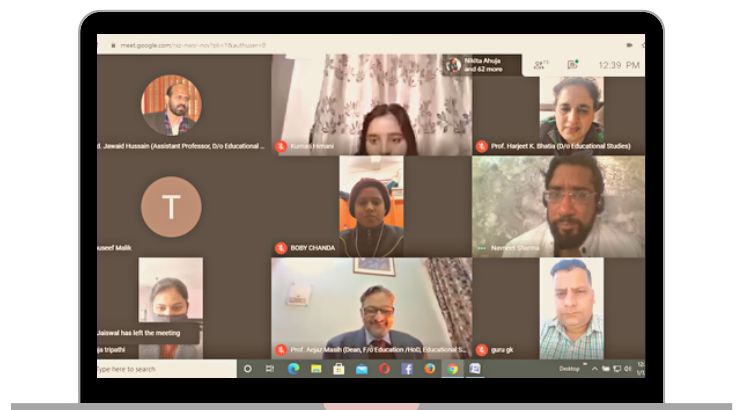 meet.google.com
Nikita Ahuja
and 62 more
12:39 PM
d. Jawaid Hussain (Assistant Professor, D/o Educational ...
Kumari Himani
Prof. Harjeet K. Bhatia (D/o Educational Studies)
T
ouseef Malik
BOBY CHANDA
Navneet Sharma
Jaiswal has left the meeting
ja tripathi
Prof. Aejaz Masih (Dean, F/o Education /HoD, Educational S...
guru gk
Type here to search
Desktop